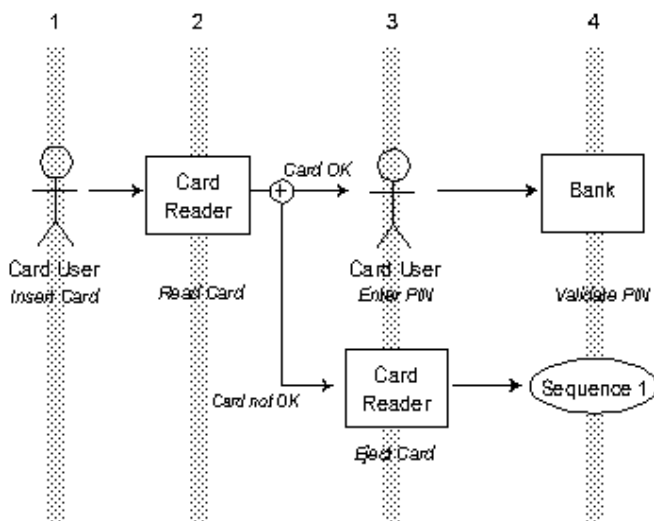 1
2
3
4
Card OK
Card
Reader
Bank
Card User
Insert Card
Read Card
Card User
Enter PIN
Validate PIN
Card not OK
Card
Reader
Sequence 1
Eject Card